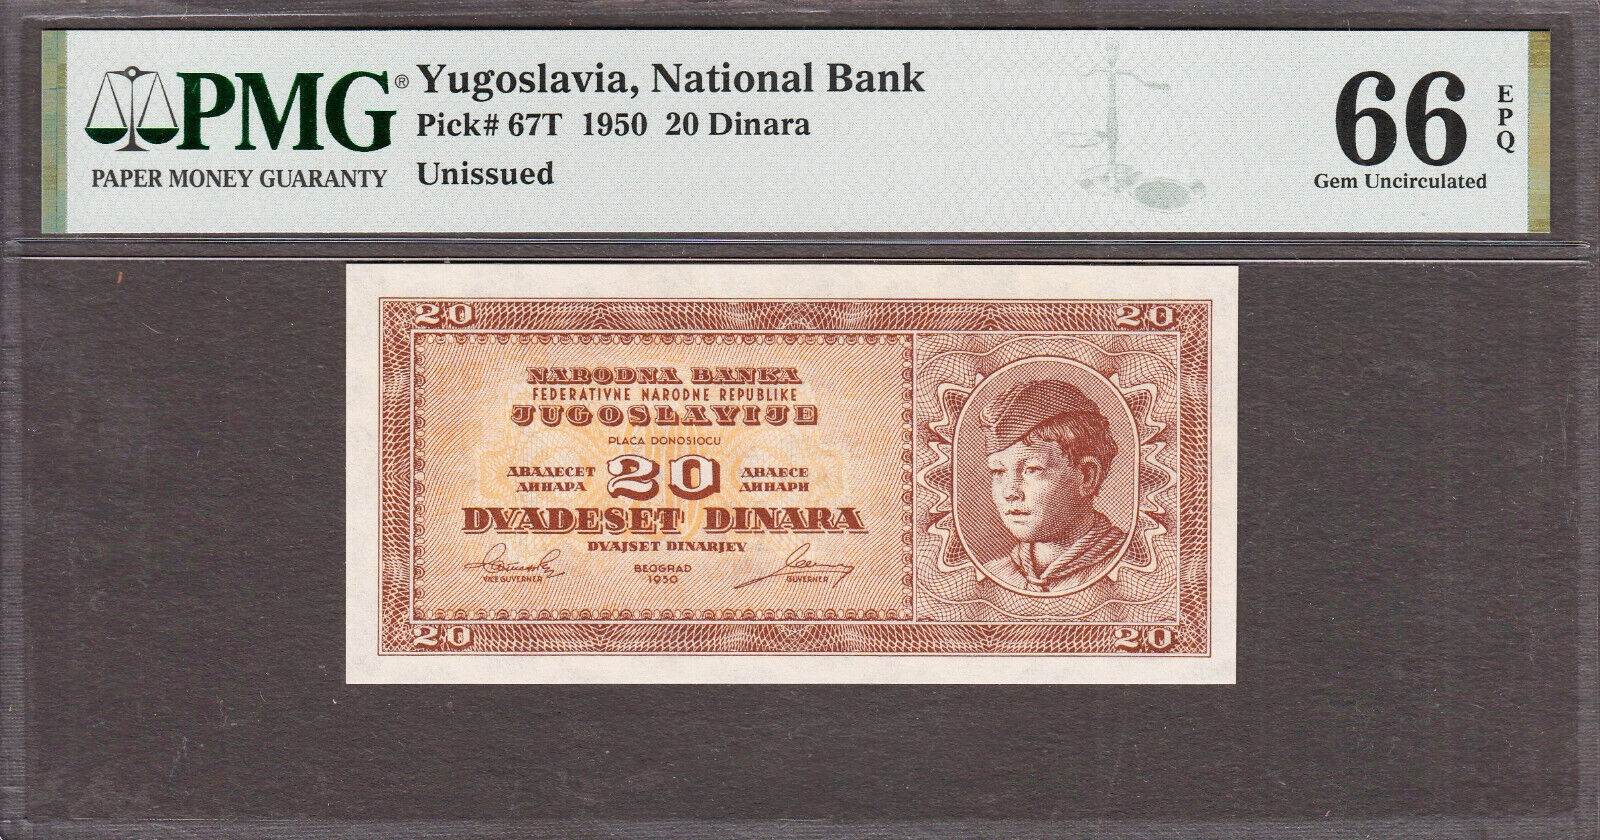 PMG®
PAPER MONEY GUARANTY
Yugoslavia, National Bank
Pick# 67T 1950 20 Dinara
Unissued
66
EPQ
Gem Uncirculated
20 20
NARODNA BANKA
FEDERATIVNE NARODNE REPUBLIKE
JUGOSLAVIJE
PLAĆA DONOSIOCU
ДВАДЕСЕТ ДИНАРА
20
ДВАЕСЕ ДИНАРИ
DVADESET DINARA
DVAJSET DINARJEV
VICEGUVERNER
BEOGRAD
1950
GUVERNER
20 20